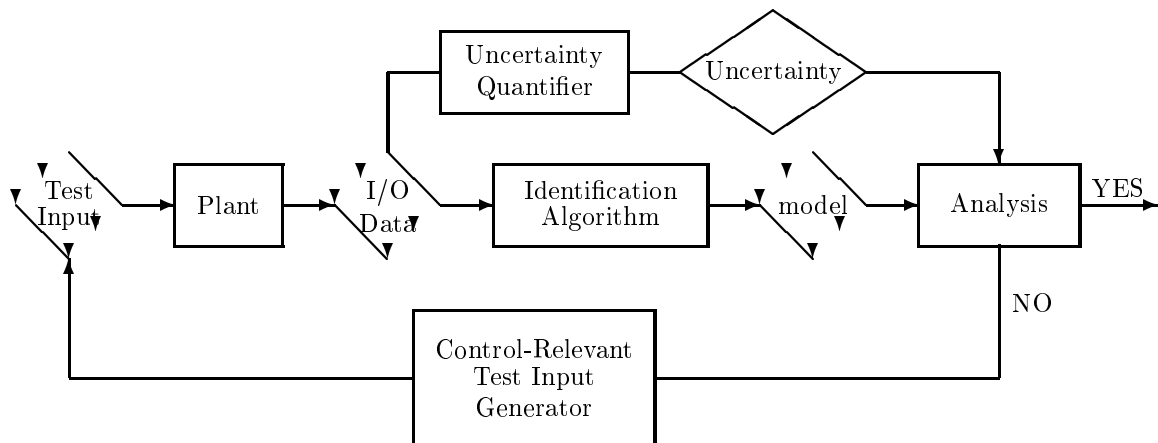 Uncertainty
Quantifier
Uncertainty
Test
Input
Plant
I/O
Data
Identification
Algorithm
model
Analysis
YES
NO
Control-Relevant
Test Input
Generator